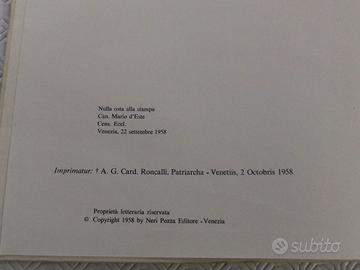 Nulla osta alla stampa
Can. Mario d'Este
Cens. Eccl.
Venezia, 22 settembre 1958
Imprimatur: † A. G. Card. Roncalli, Patriarcha - Venetiis, 2 Octobris 1958
Proprietà letteraria riservata
© Copyright 1958 by Neri Pozza Editore - Venezia
subito